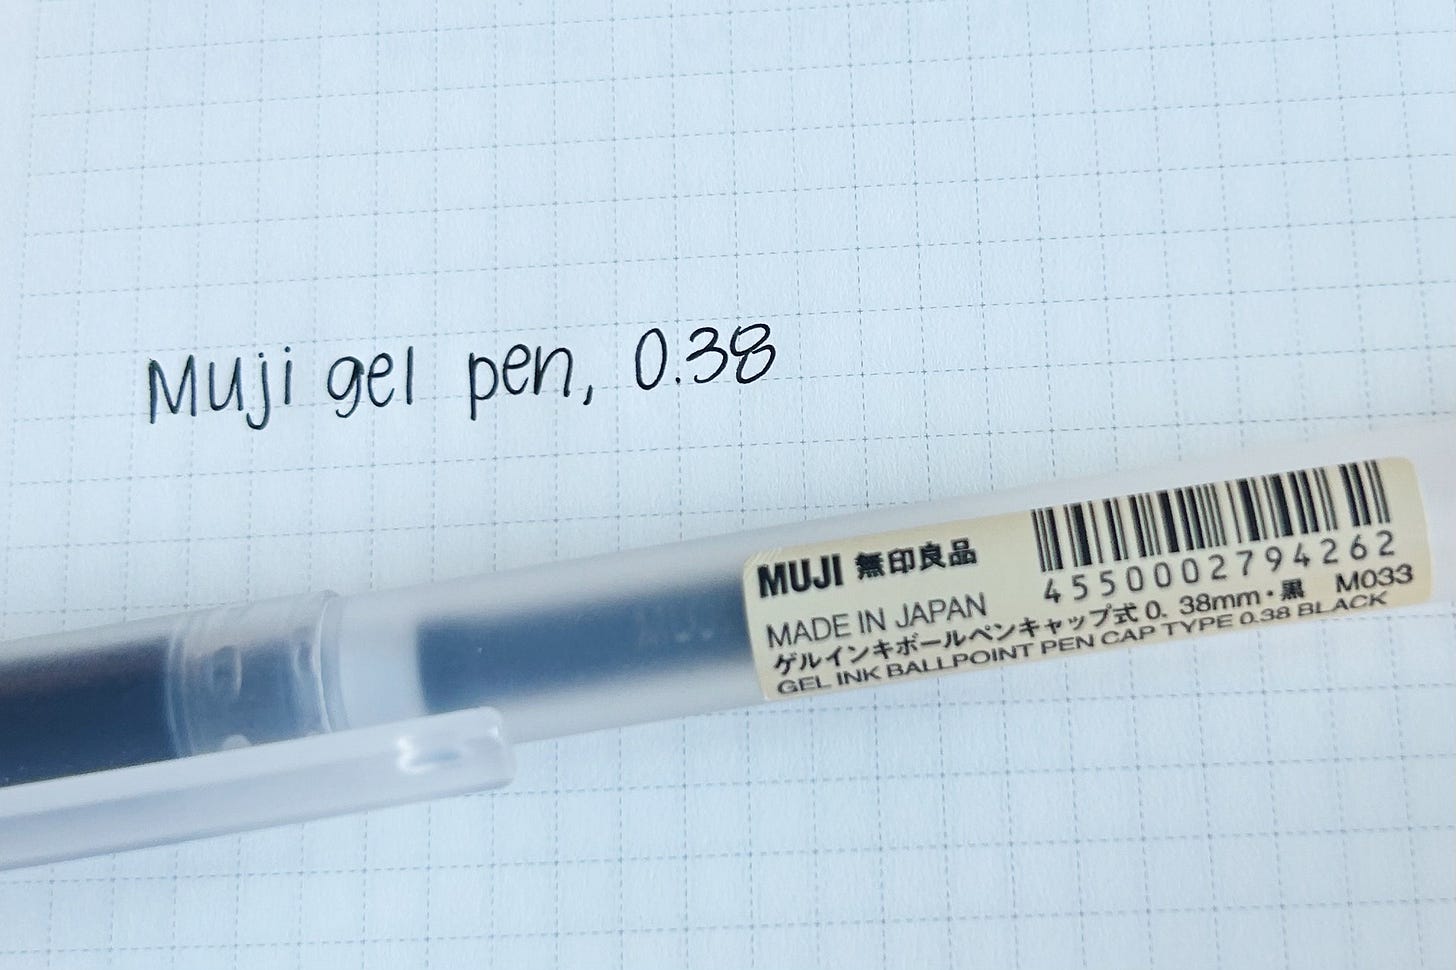 Muji gel pen, 0.38
MUJI 無印良品
4550002794262
MADE IN JAPAN
ゲルインキボールペンキャップ式 0. 38mm・黒 M033
GEL INK BALLPOINT PEN CAP TYPE 0.38 BLACK